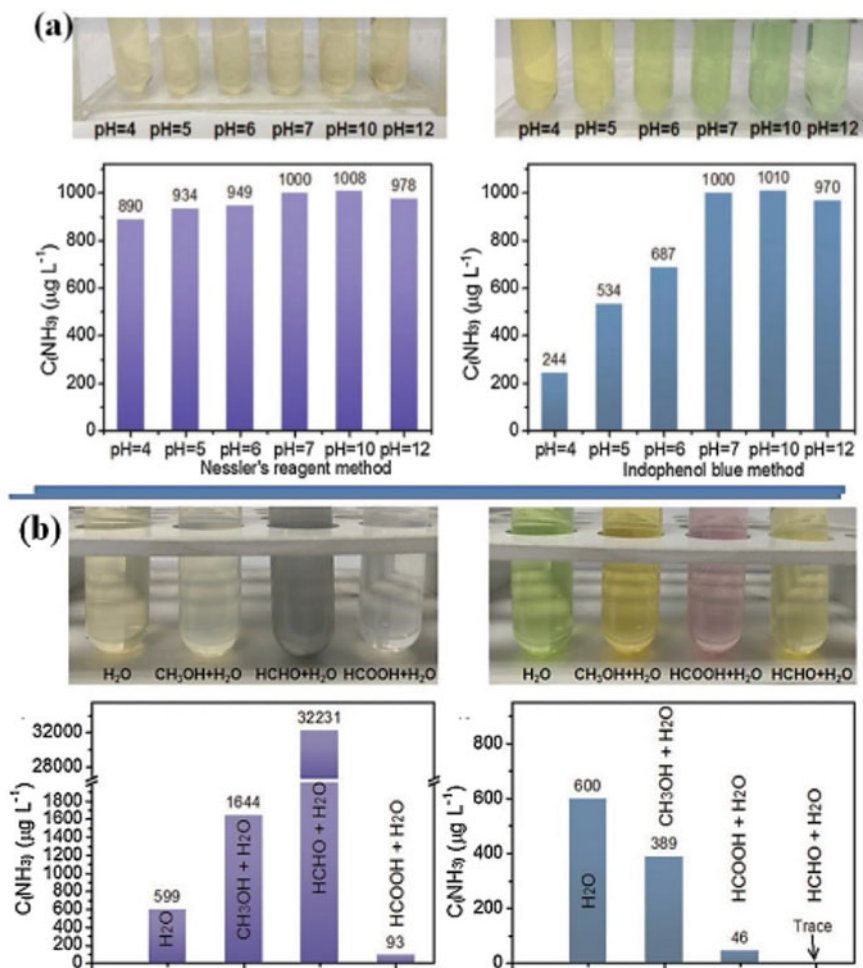 (a)
pH=4 pH=5 pH=6 pH=7 pH=10 pH=12
pH=4 pH=5 pH=6 pH=7 pH=10 pH=12
C(NH₃) (µg L⁻¹)
1000
800
600
400
200
0
890
934
949
1000
1008
978
pH=4 pH=5 pH=6 pH=7 pH=10 pH=12
Nessler's reagent method
C(NH₃) (µg L⁻¹)
1000
800
600
400
200
0
244
534
687
1000
1010
970
pH=4 pH=5 pH=6 pH=7 pH=10 pH=12
Indophenol blue method
(b)
H₂O CH₃OH+H₂O HCHO+H₂O HCOOH+H₂O
H₂O CH₃OH+H₂O HCOOH+H₂O HCHO+H₂O
C(NH₃) (µg L⁻¹)
32000
28000
1800
1600
1400
1200
1000
800
600
400
200
0
599
H₂O
1644
CH₃OH + H₂O
32231
HCHO + H₂O
HCOOH + H₂O
93
C(NH₃) (µg L⁻¹)
800
600
400
200
0
600
H₂O
CH₃OH + H₂O
389
HCOOH + H₂O
46
HCHO + H₂O
Trace